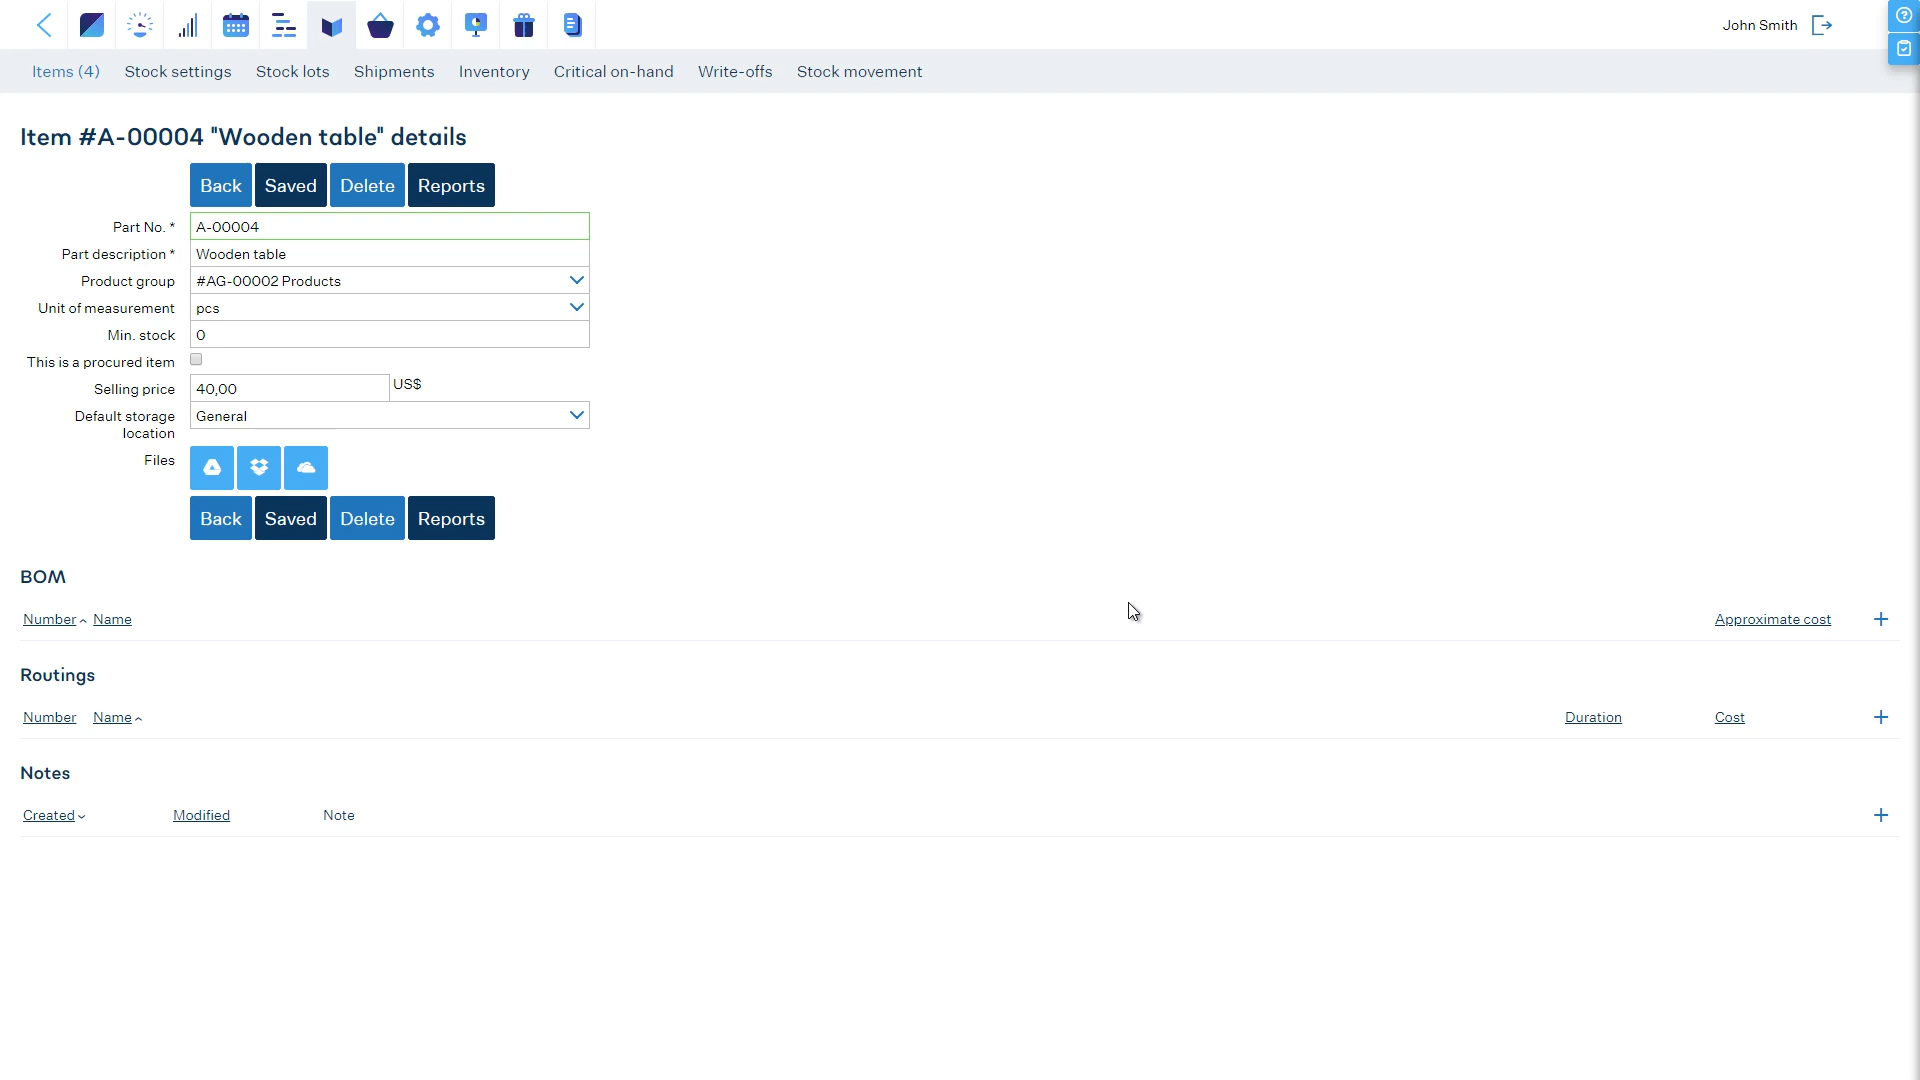 John Smith
Items (4) Stock settings Stock lots Shipments Inventory Critical on-hand Write-offs Stock movement
Item #A-00004 "Wooden table" details
Back Saved Delete Reports
Part No. * A-00004
Part description * Wooden table
Product group #AG-00002 Products
Unit of measurement pcs
Min. stock 0
This is a procured item
Selling price 40,00 US$
Default storage location General
Files
Back Saved Delete Reports
BOM
Number Name Approximate cost
Routings
Number Name Duration Cost
Notes
Created Modified Note